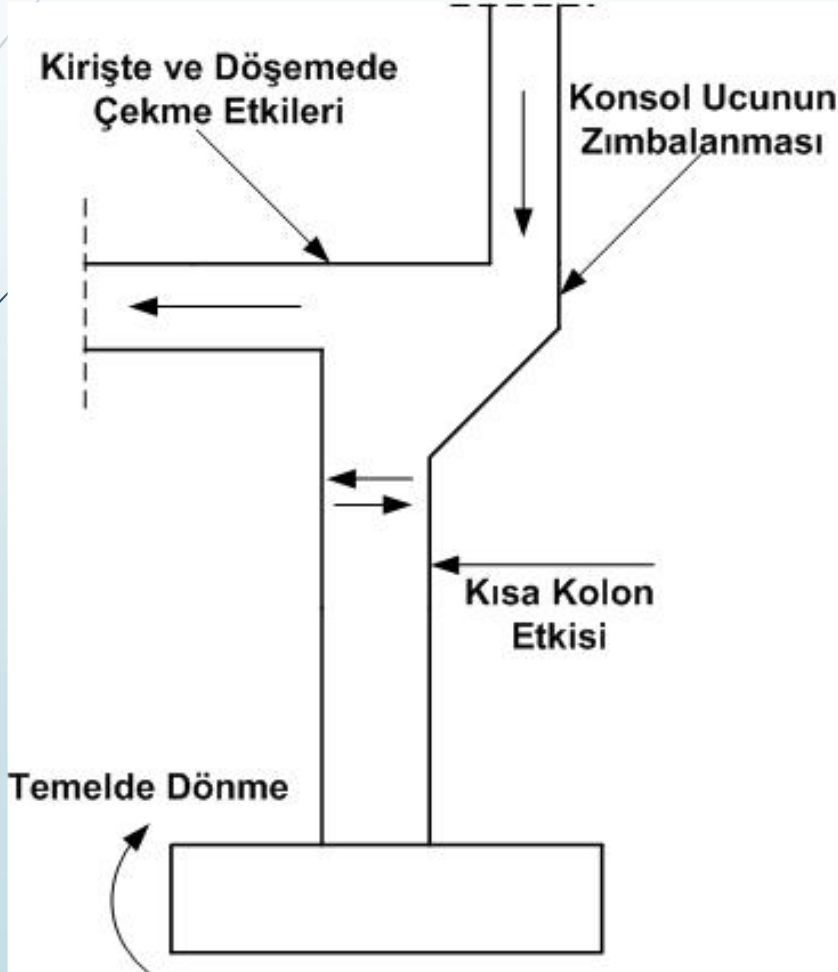 Kirişte ve Döşemede
Çekme Etkileri
Konsol Ucunun
Zımbalanması
Kısa Kolon
Etkisi
Temelde Dönme